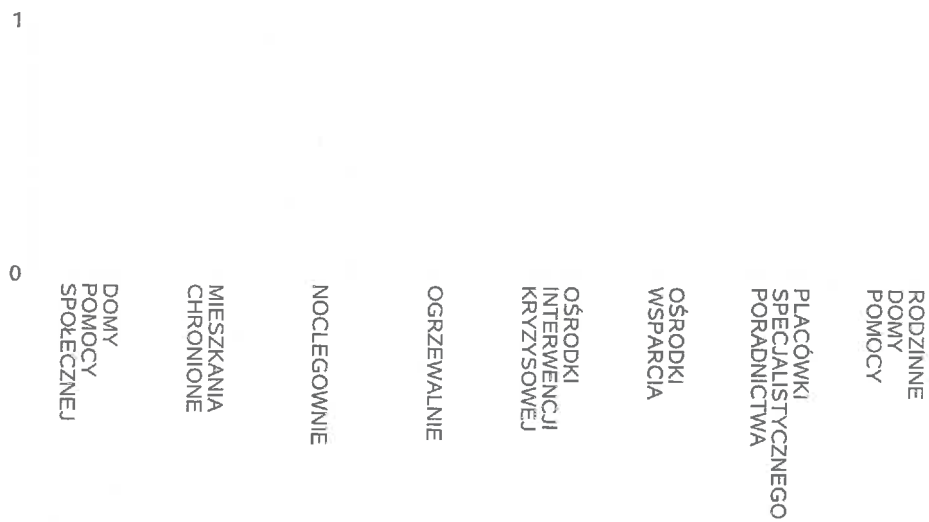 1
0
DOMY
POMOCY
SPOŁECZNEJ
MIESZKANIA
CHRONIONE
NOCLEGOWNIE
OGRZEWALNIE
OŚRODKI
INTERWENCJI
KRYZYSOWEJ
OŚRODKI
WSPARCIA
PLACÓWKI
SPECJALISTYCZNEGO
PORADNICTWA
RODZINNE
DOMY
POMOCY